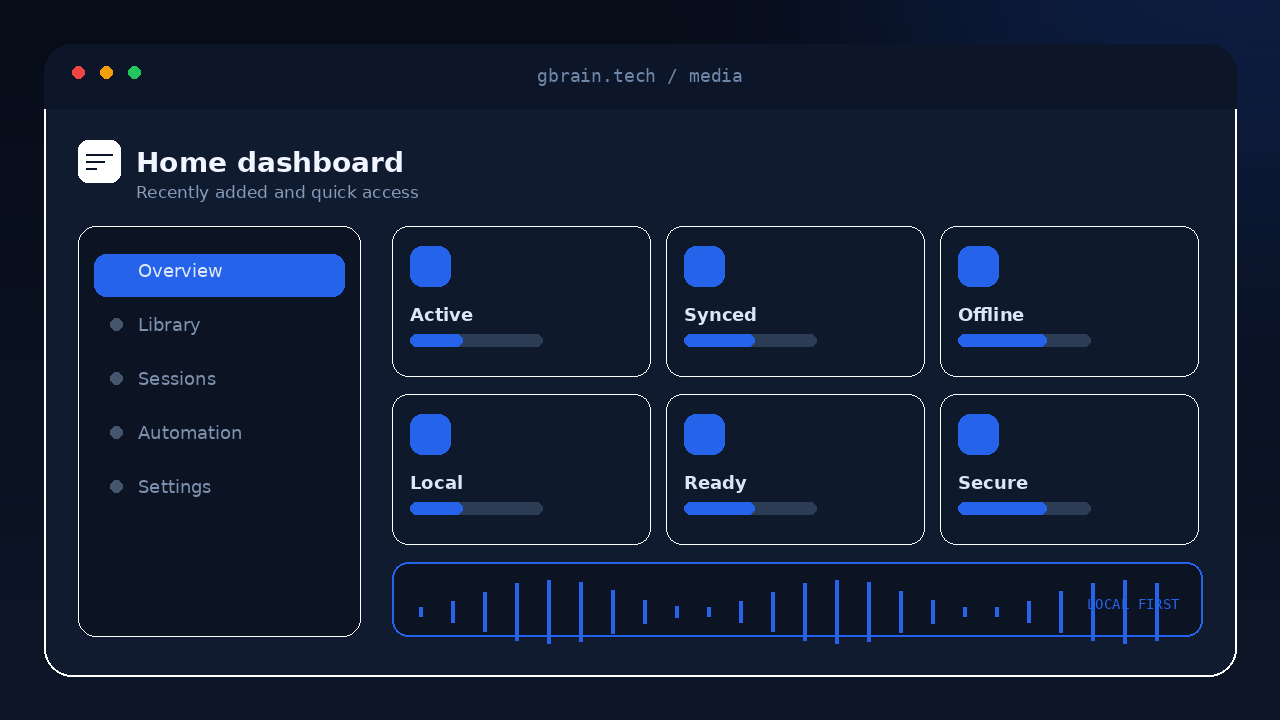 gbrain.tech / media
Home dashboard
Recently added and quick access
Overview
Library
Sessions
Automation
Settings
Active
Synced
Offline
Local
Ready
Secure
LOCAL FIRST